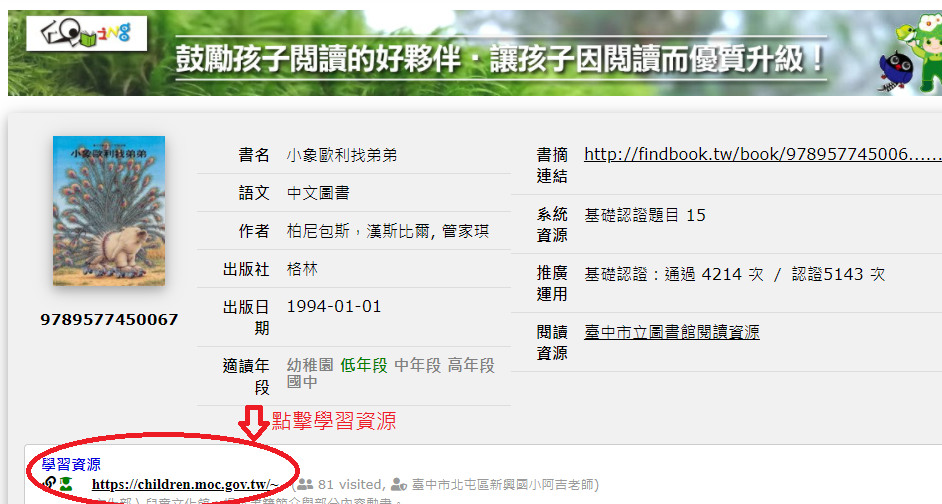 鼓勵孩子閱讀的好夥伴．讓孩子因閱讀而優質升級！
小象歐利找弟弟
9789577450067
書名 小象歐利找弟弟
語文 中文圖書
作者 柏尼包斯，漢斯比爾, 管家琪
出版社 格林
出版日期 1994-01-01
適讀年段 幼稚園 低年段 中年段 高年段 國中
書摘連結 http://findbook.tw/book/978957745006......
系統資源 基礎認證題目 15
推廣運用 基礎認證：通過 4214 次 / 認證5143 次
閱讀資源 臺中市立圖書館閱讀資源
點擊學習資源
學習資源
https://children.moc.gov.tw/~ ( 81 visited, 臺中市北屯區新興國小阿吉老師)